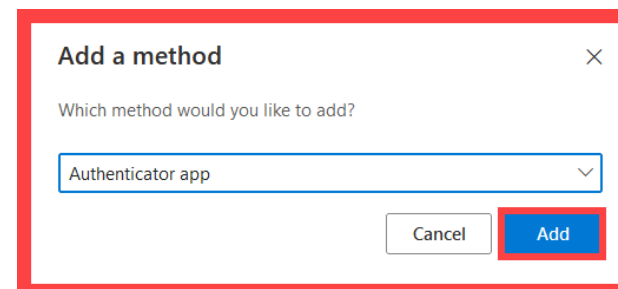 Add a method
Which method would you like to add?
Authenticator app
Cancel
Add